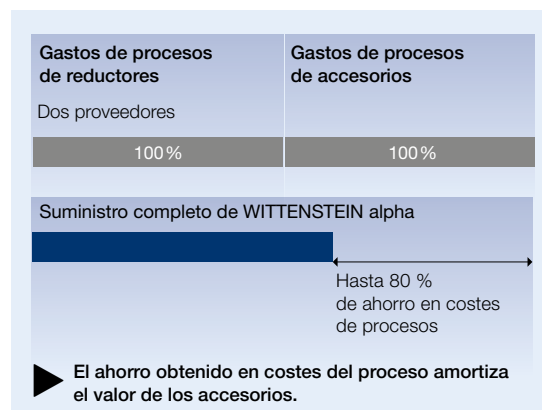 Gastos de procesos
de reductores
Gastos de procesos
de accesorios
Dos proveedores
100 %
100 %
Suministro completo de WITTENSTEIN alpha
Hasta 80 %
de ahorro en costes
de procesos
El ahorro obtenido en costes del proceso amortiza
el valor de los accesorios.